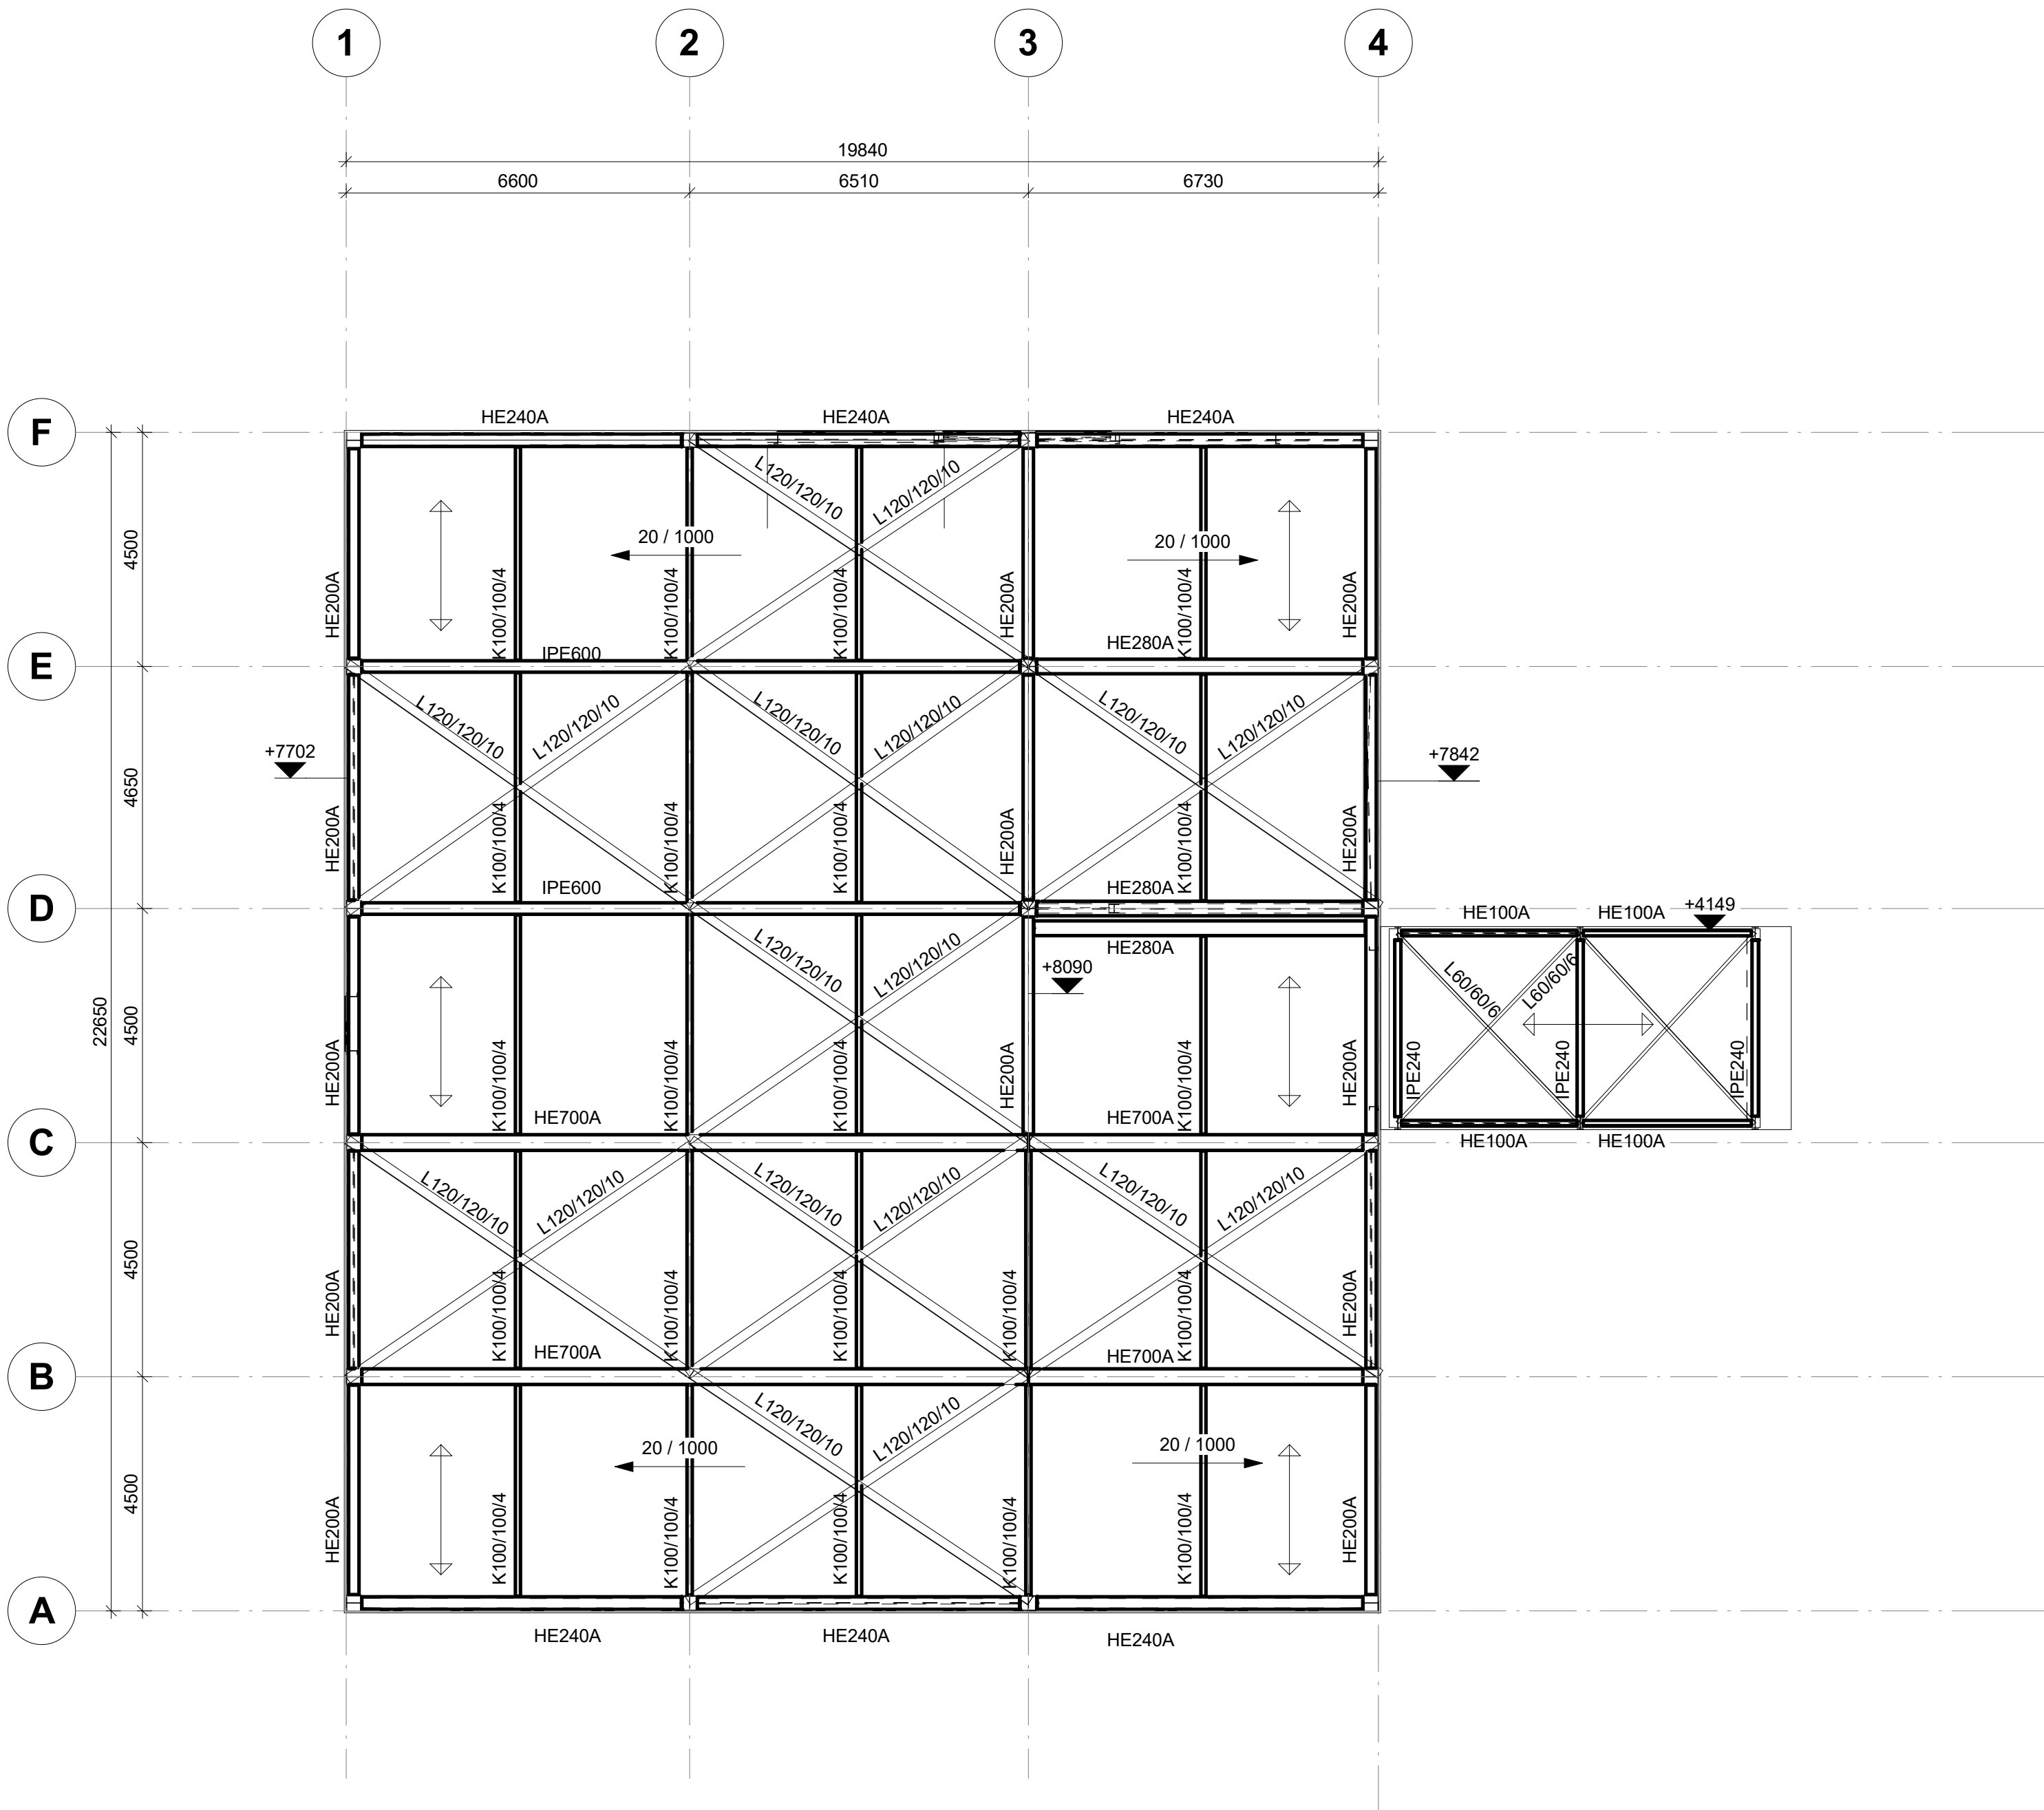 1
2
3
4
19840
6600
6510
6730
HE240A
HE240A
HE240A
F
L120/120/10
L120/120/10
4500
20 / 1000
20 / 1000
HE200A
K100/100/4
K100/100/4
K100/100/4
HE200A
K100/100/4
HE200A
IPE600
HE280A
E
L120/120/10
L120/120/10
L120/120/10
L120/120/10
L120/120/10
L120/120/10
+7702
+7842
4650
HE200A
K100/100/4
K100/100/4
K100/100/4
HE200A
K100/100/4
HE200A
IPE600
HE280A
D
HE100A
HE100A
+4149
HE280A
L120/120/10
L120/120/10
+8090
L60/60/6
L60/60/6
22650
4500
HE200A
K100/100/4
K100/100/4
K100/100/4
HE200A
K100/100/4
HE200A
IPE240
IPE240
IPE240
HE700A
HE700A
C
HE100A
HE100A
L120/120/10
L120/120/10
L120/120/10
L120/120/10
L120/120/10
L120/120/10
4500
HE200A
K100/100/4
K100/100/4
K100/100/4
K100/100/4
K100/100/4
HE200A
HE700A
HE700A
B
L120/120/10
L120/120/10
20 / 1000
20 / 1000
4500
HE200A
K100/100/4
K100/100/4
K100/100/4
K100/100/4
K100/100/4
HE200A
A
HE240A
HE240A
HE240A